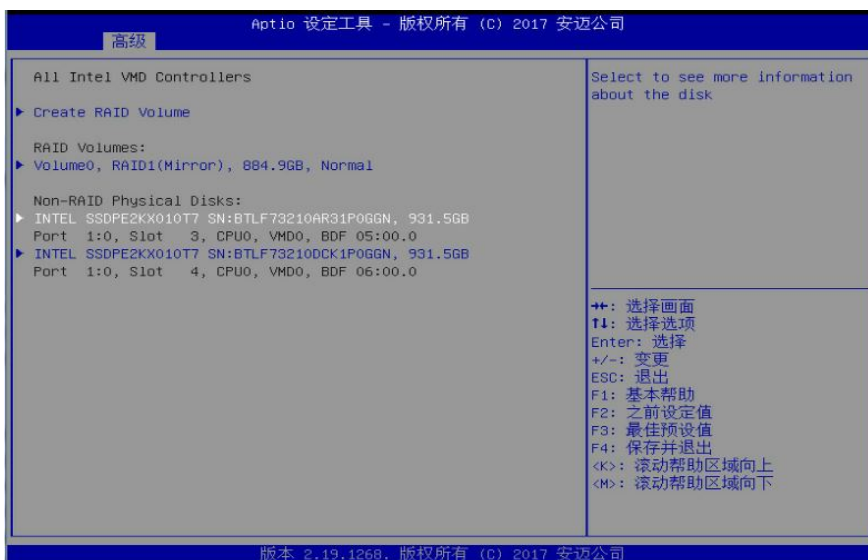 Aptio 设定工具 - 版权所有 (C) 2017 安迈公司
高级
All Intel VMD Controllers
Create RAID Volume
RAID Volumes:
Volume0, RAID1(Mirror), 884.9GB, Normal
Non-RAID Physical Disks:
INTEL SSDPE2KX010T7 SN:BTLF73210AR31P0GGN, 931.5GB
Port 1:0, Slot 3, CPU0, VMD0, BDF 05:00.0
INTEL SSDPE2KX010T7 SN:BTLF73210DCK1P0GGN, 931.5GB
Port 1:0, Slot 4, CPU0, VMD0, BDF 06:00.0
Select to see more information
about the disk
→←: 选择画面
↑↓: 选择选项
Enter: 选择
+/-: 变更
ESC: 退出
F1: 基本帮助
F2: 之前设定值
F3: 最佳预设值
F4: 保存并退出
<K>: 滚动帮助区域向上
<M>: 滚动帮助区域向下
版本 2.19.1268. 版权所有 (C) 2017 安迈公司